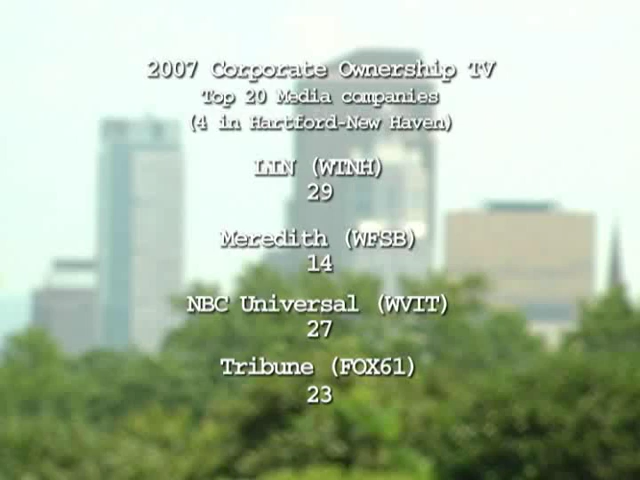 2007 Corporate Ownership TV
Top 20 Media companies
(4 in Hartford-New Haven)
LIN (WTNH)
29
Meredith (WFSB)
14
NBC Universal (WVIT)
27
Tribune (FOX61)
23